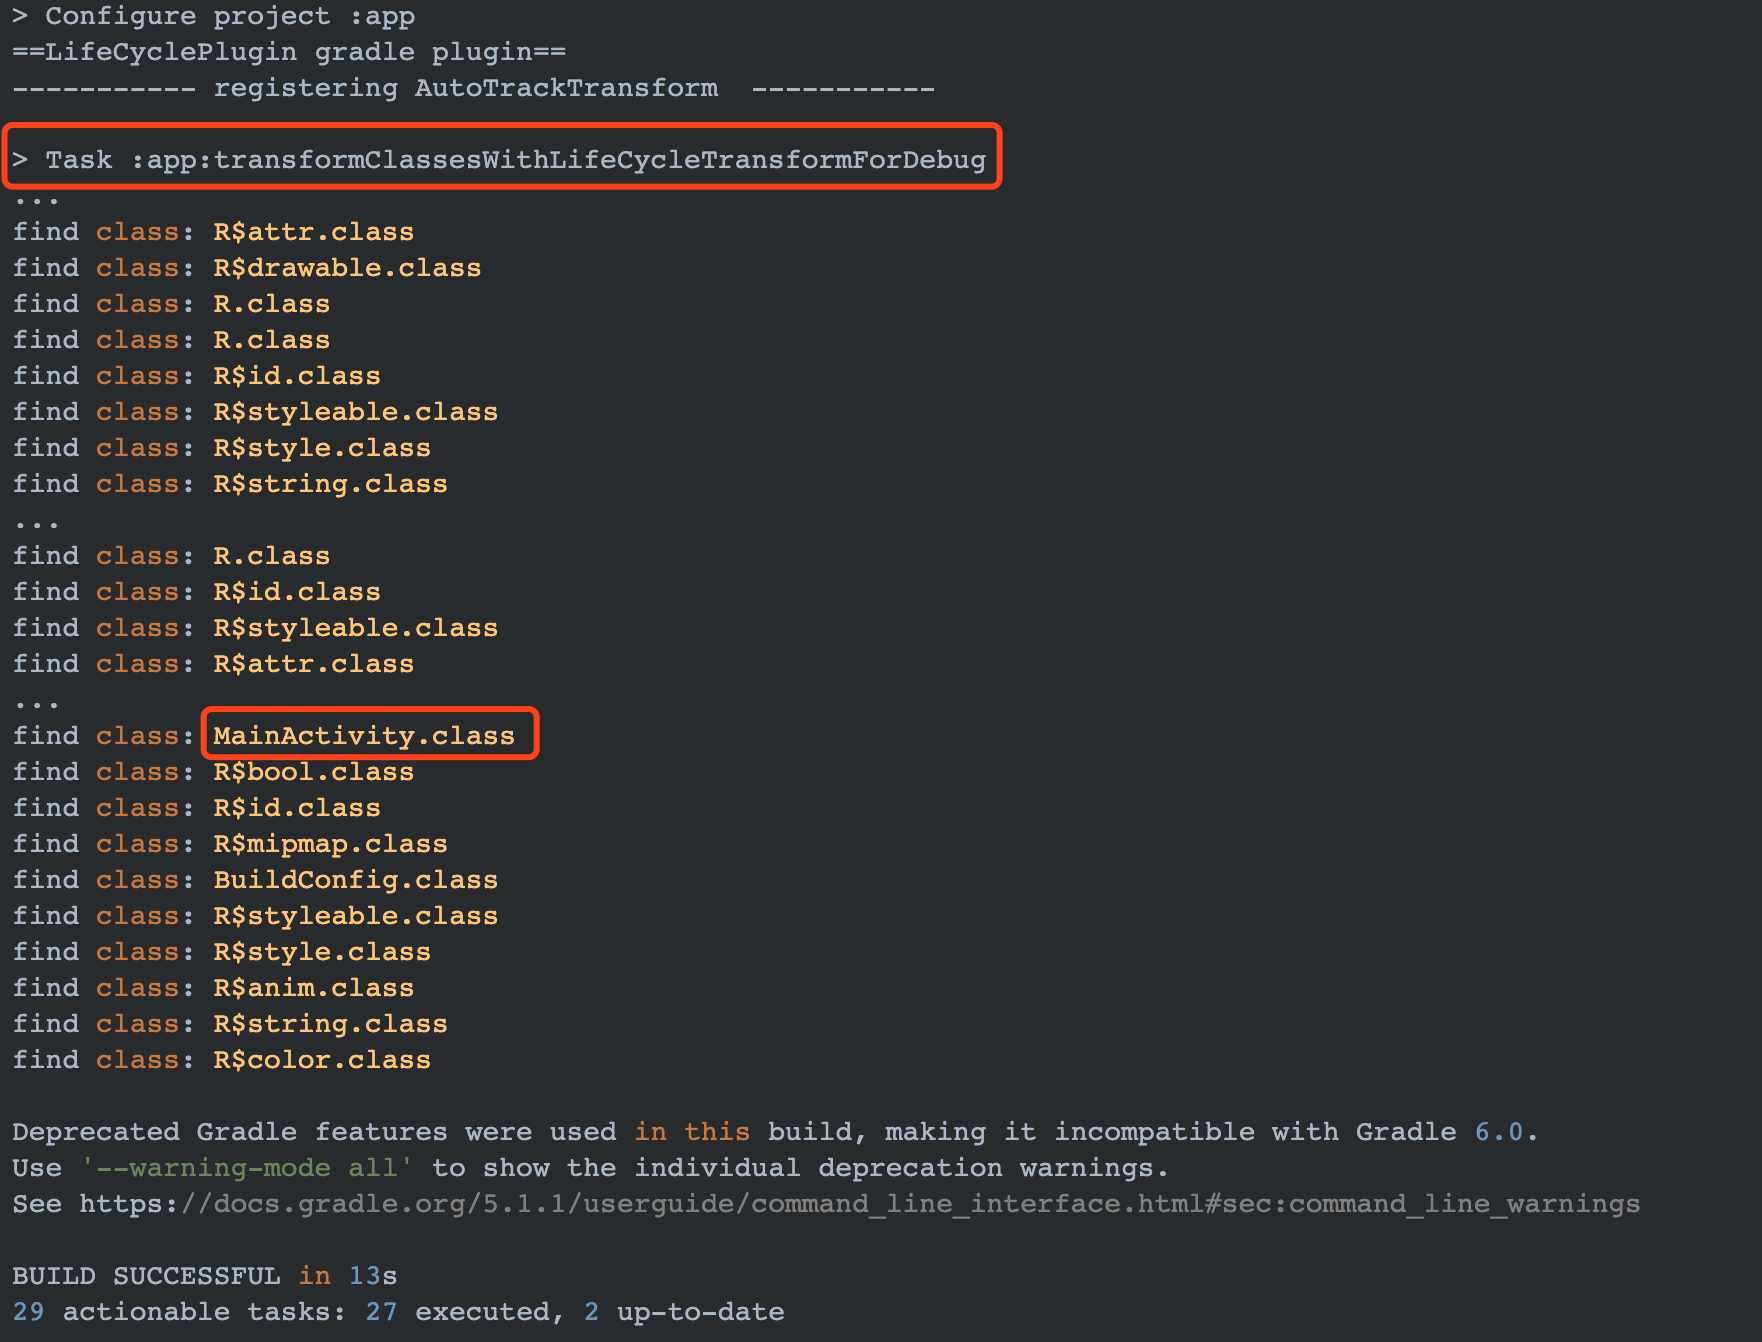 > Configure project :app
==LifeCyclePlugin gradle plugin==
----------- registering AutoTrackTransform  -----------
> Task :app:transformClassesWithLifeCycleTransformForDebug
...
find class: R$attr.class
find class: R$drawable.class
find class: R.class
find class: R.class
find class: R$id.class
find class: R$styleable.class
find class: R$style.class
find class: R$string.class
...
find class: R.class
find class: R$id.class
find class: R$styleable.class
find class: R$attr.class
...
find class: MainActivity.class
find class: R$bool.class
find class: R$id.class
find class: R$mipmap.class
find class: BuildConfig.class
find class: R$styleable.class
find class: R$style.class
find class: R$anim.class
find class: R$string.class
find class: R$color.class
Deprecated Gradle features were used in this build, making it incompatible with Gradle 6.0.
Use '--warning-mode all' to show the individual deprecation warnings.
See https://docs.gradle.org/5.1.1/userguide/command_line_interface.html#sec:command_line_warnings
BUILD SUCCESSFUL in 13s
29 actionable tasks: 27 executed, 2 up-to-date